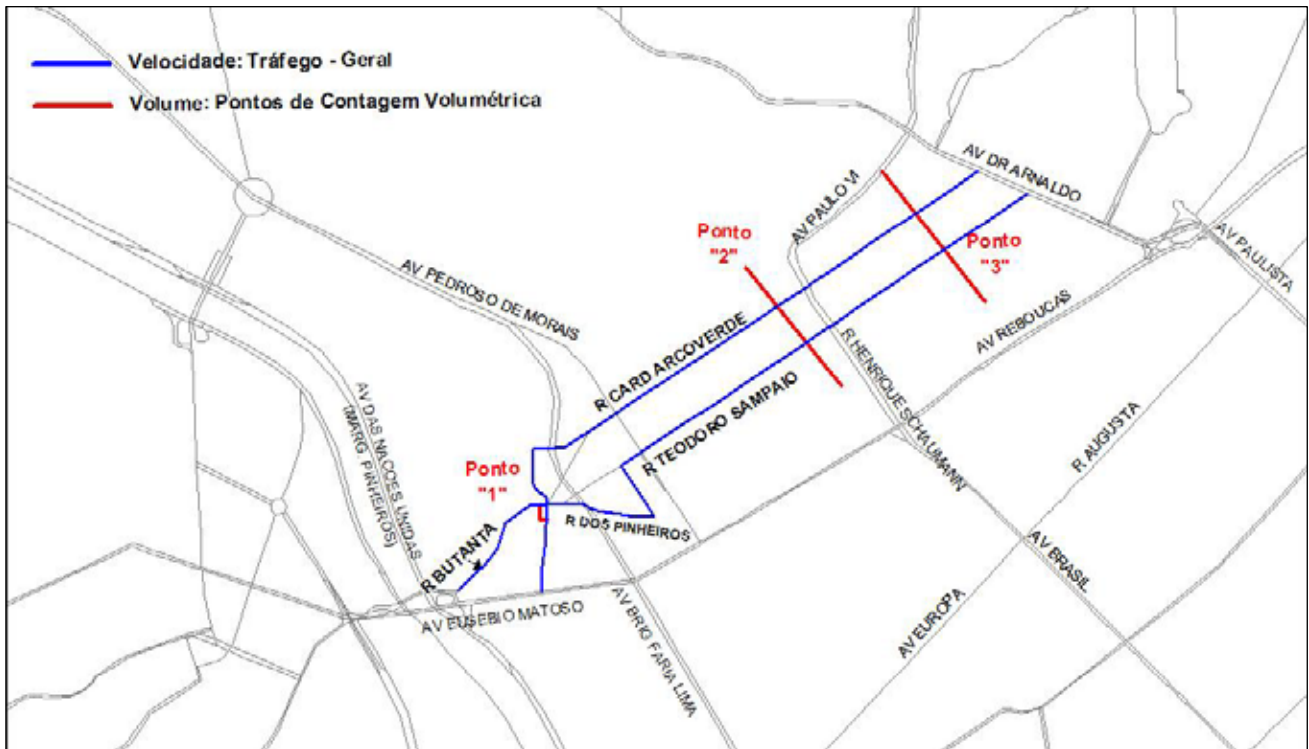 Velocidade: Tráfego - Geral
Volume: Pontos de Contagem Volumétrica
AV DR ARNALDO
AV PAULO VI
Ponto
"2"
Ponto
"3"
AV PAULISTA
AV PEDROSO DE MORAIS
AV REBOUCAS
R CARD ARCOVERDE
R HENRIQUE SCHAUMANN
R TEODORO SAMPAIO
AV DAS NACOES UNIDAS
(MARG. PINHEIROS)
R AUGUSTA
Ponto
"1"
R DOS PINHEIROS
R BUTANTA
AV BRASIL
AV EUSEBIO MATOSO
AV BRIG FARIA LIMA
AV EUROPA